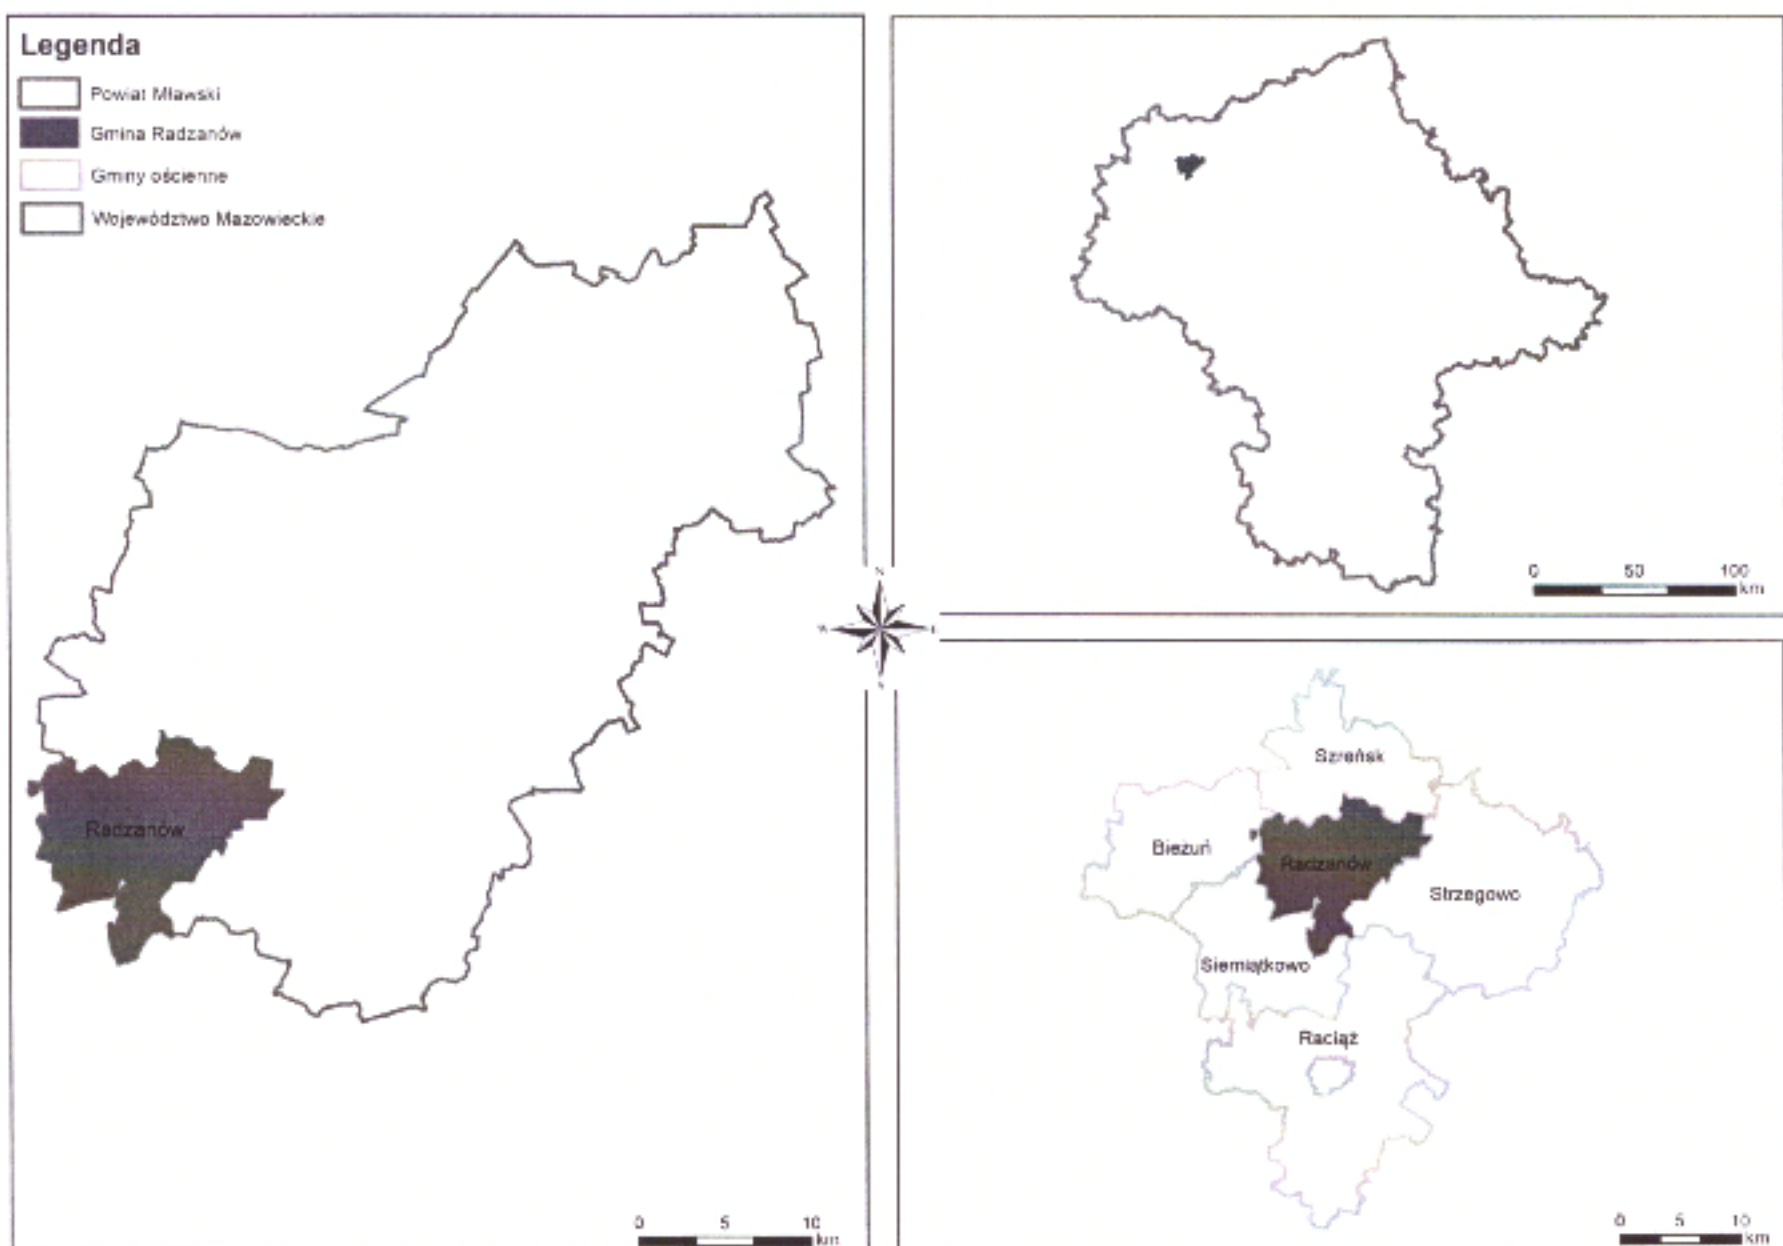 Legenda
Powiat Mławski
Gmina Radzanów
Gminy ościenne
Województwo Mazowieckie
Radzanów
0 5 10
km
N
W E
S
0 50 100
km
Szreńsk
Bieżuń
Radzanów
Strzegowo
Siemiątkowo
Raciąż
0 5 10
km